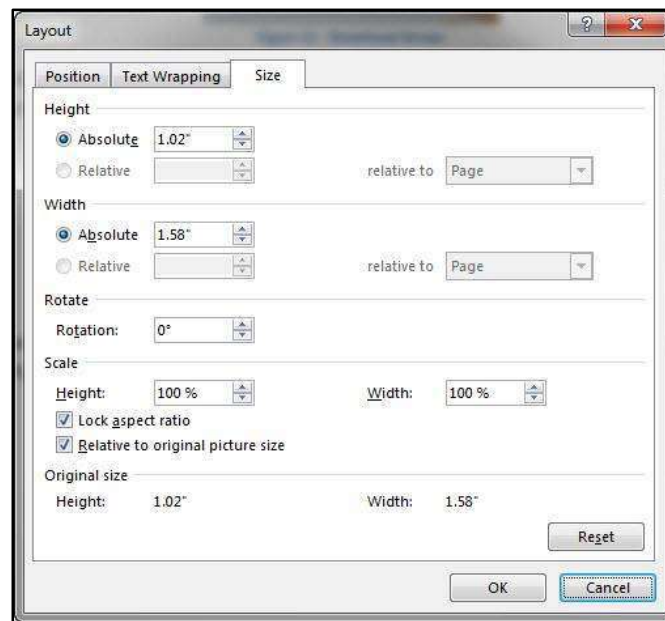 Layout
?
Position Text Wrapping Size
Height
Absolute 1.02"
Relative relative to Page
Width
Absolute 1.58"
Relative relative to Page
Rotate
Rotation: 0°
Scale
Height: 100 % Width: 100 %
Lock aspect ratio
Relative to original picture size
Original size
Height: 1.02" Width: 1.58"
Reset
OK Cancel